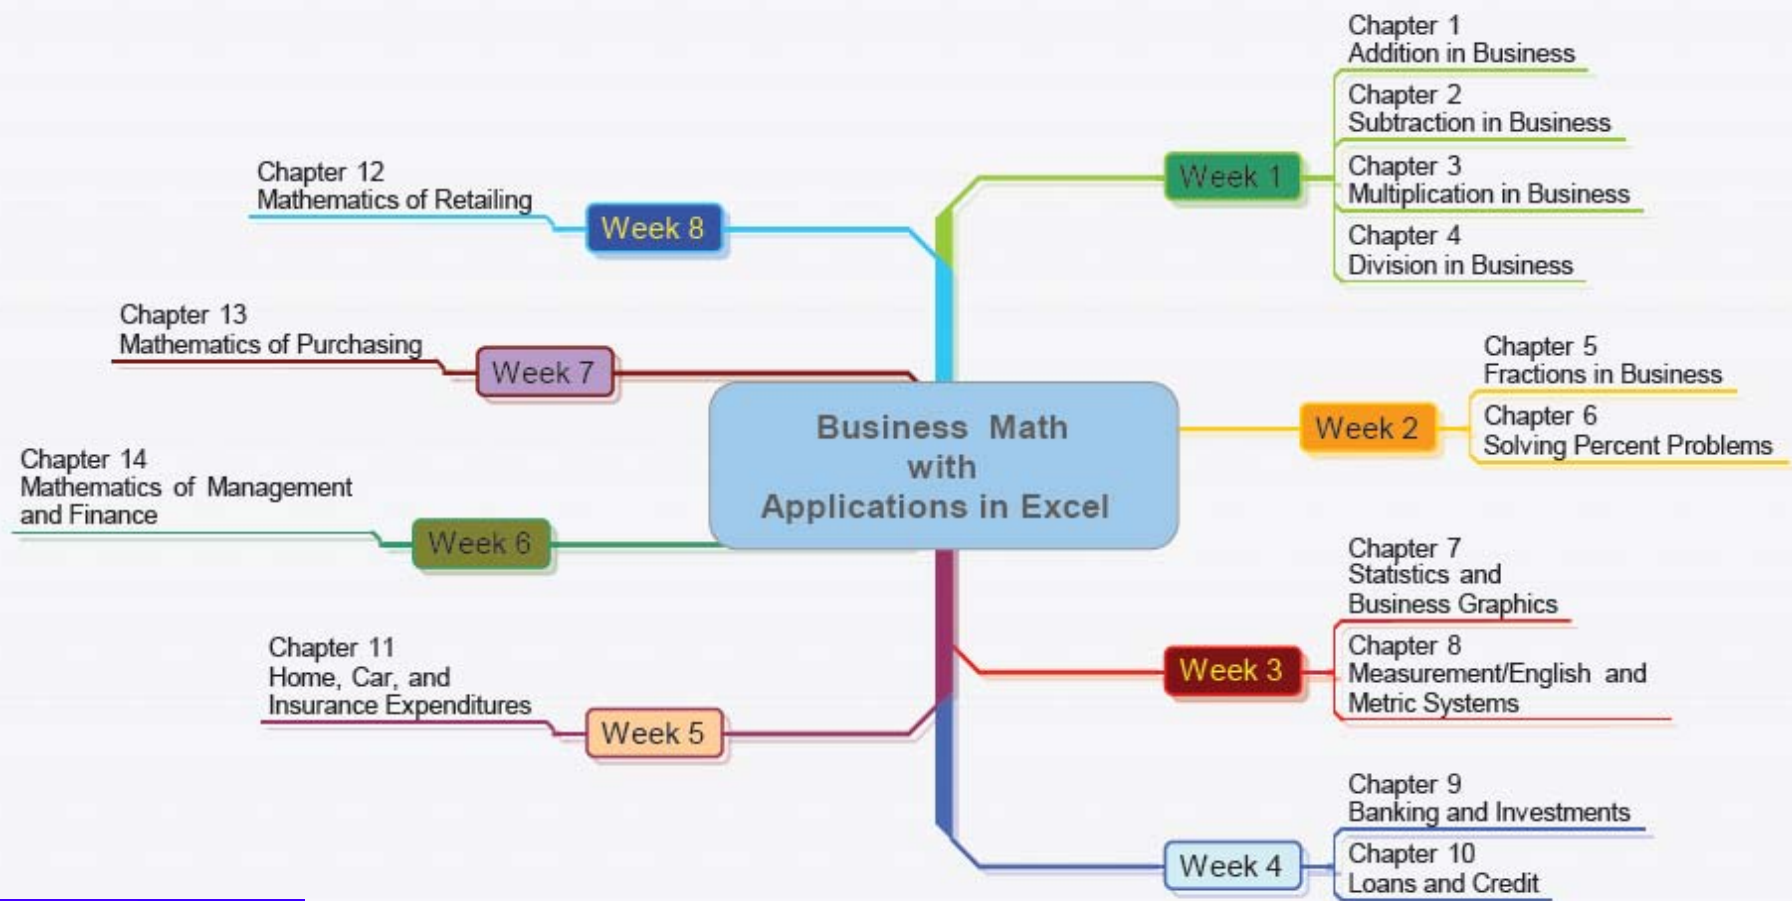 Business Math
with
Applications in Excel
Week 1
Chapter 1
Addition in Business
Chapter 2
Subtraction in Business
Chapter 3
Multiplication in Business
Chapter 4
Division in Business
Week 2
Chapter 5
Fractions in Business
Chapter 6
Solving Percent Problems
Week 3
Chapter 7
Statistics and
Business Graphics
Chapter 8
Measurement/English and
Metric Systems
Week 4
Chapter 9
Banking and Investments
Chapter 10
Loans and Credit
Week 5
Chapter 11
Home, Car, and
Insurance Expenditures
Week 6
Chapter 14
Mathematics of Management
and Finance
Week 7
Chapter 13
Mathematics of Purchasing
Week 8
Chapter 12
Mathematics of Retailing